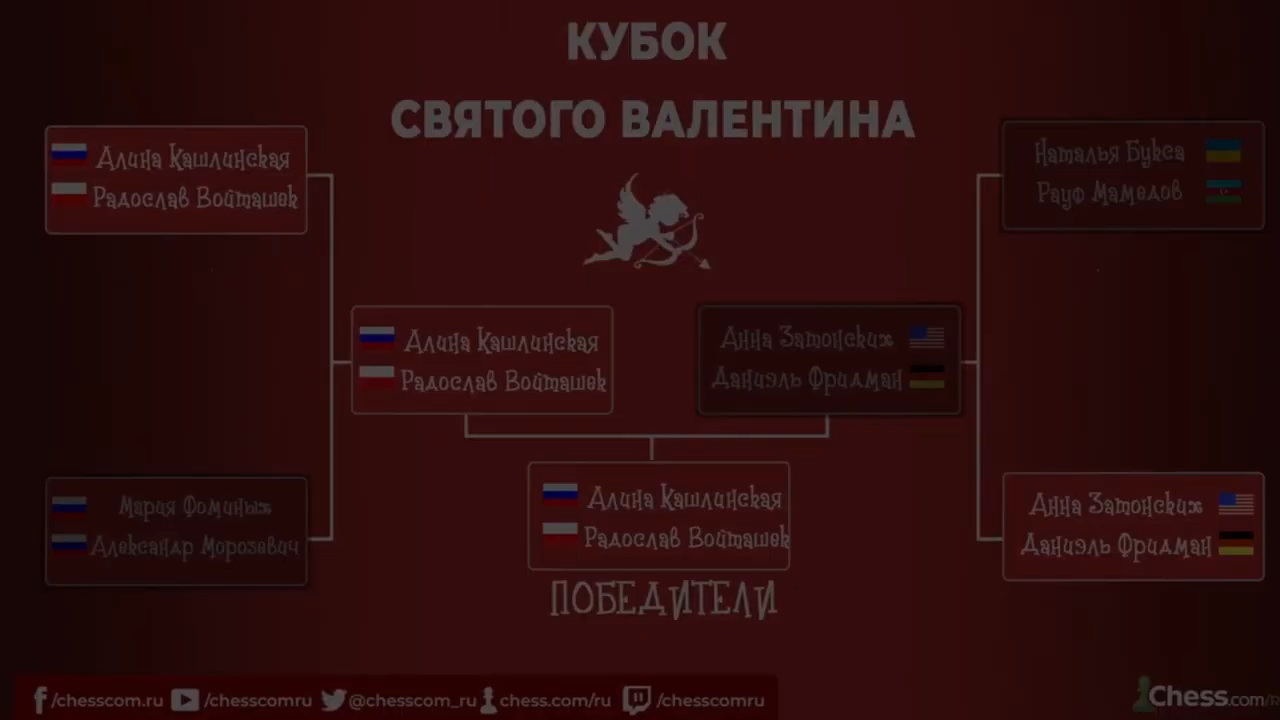 КУБОК
СВЯТОГО ВАЛЕНТИНА
Алина Кашлинская
Радослав Войташек
Наталья Букса
Рауф Мамедов
Алина Кашлинская
Радослав Войташек
Анна Затонских
Даниэль Фридман
Мария Фоминых
Александр Морозевич
Алина Кашлинская
Радослав Войташек
Анна Затонских
Даниэль Фридман
ПОБЕДИТЕЛИ
/chesscom.ru /chesscomru @chesscom_ru chess.com/ru /chesscomru
Chess.com/r